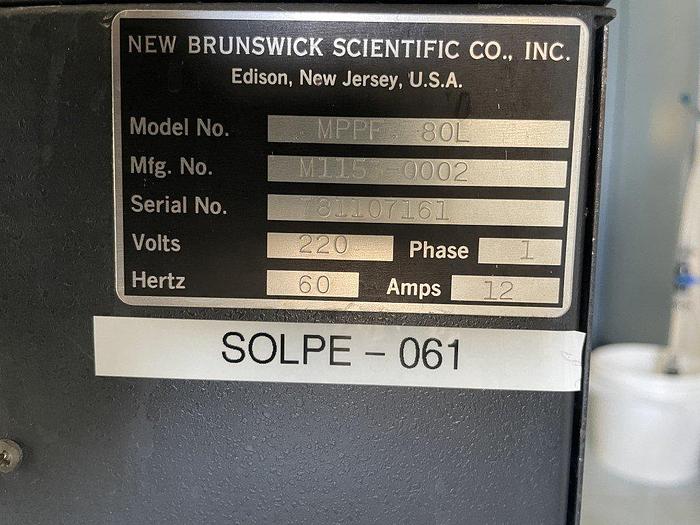 NEW BRUNSWICK SCIENTIFIC CO., INC.
Edison, New Jersey, U.S.A.
Model No. MPPF 80L
Mfg. No. -0002
Serial No. 781107161
Volts 220 Phase 1
Hertz 60 Amps 12
SOLPE - 061